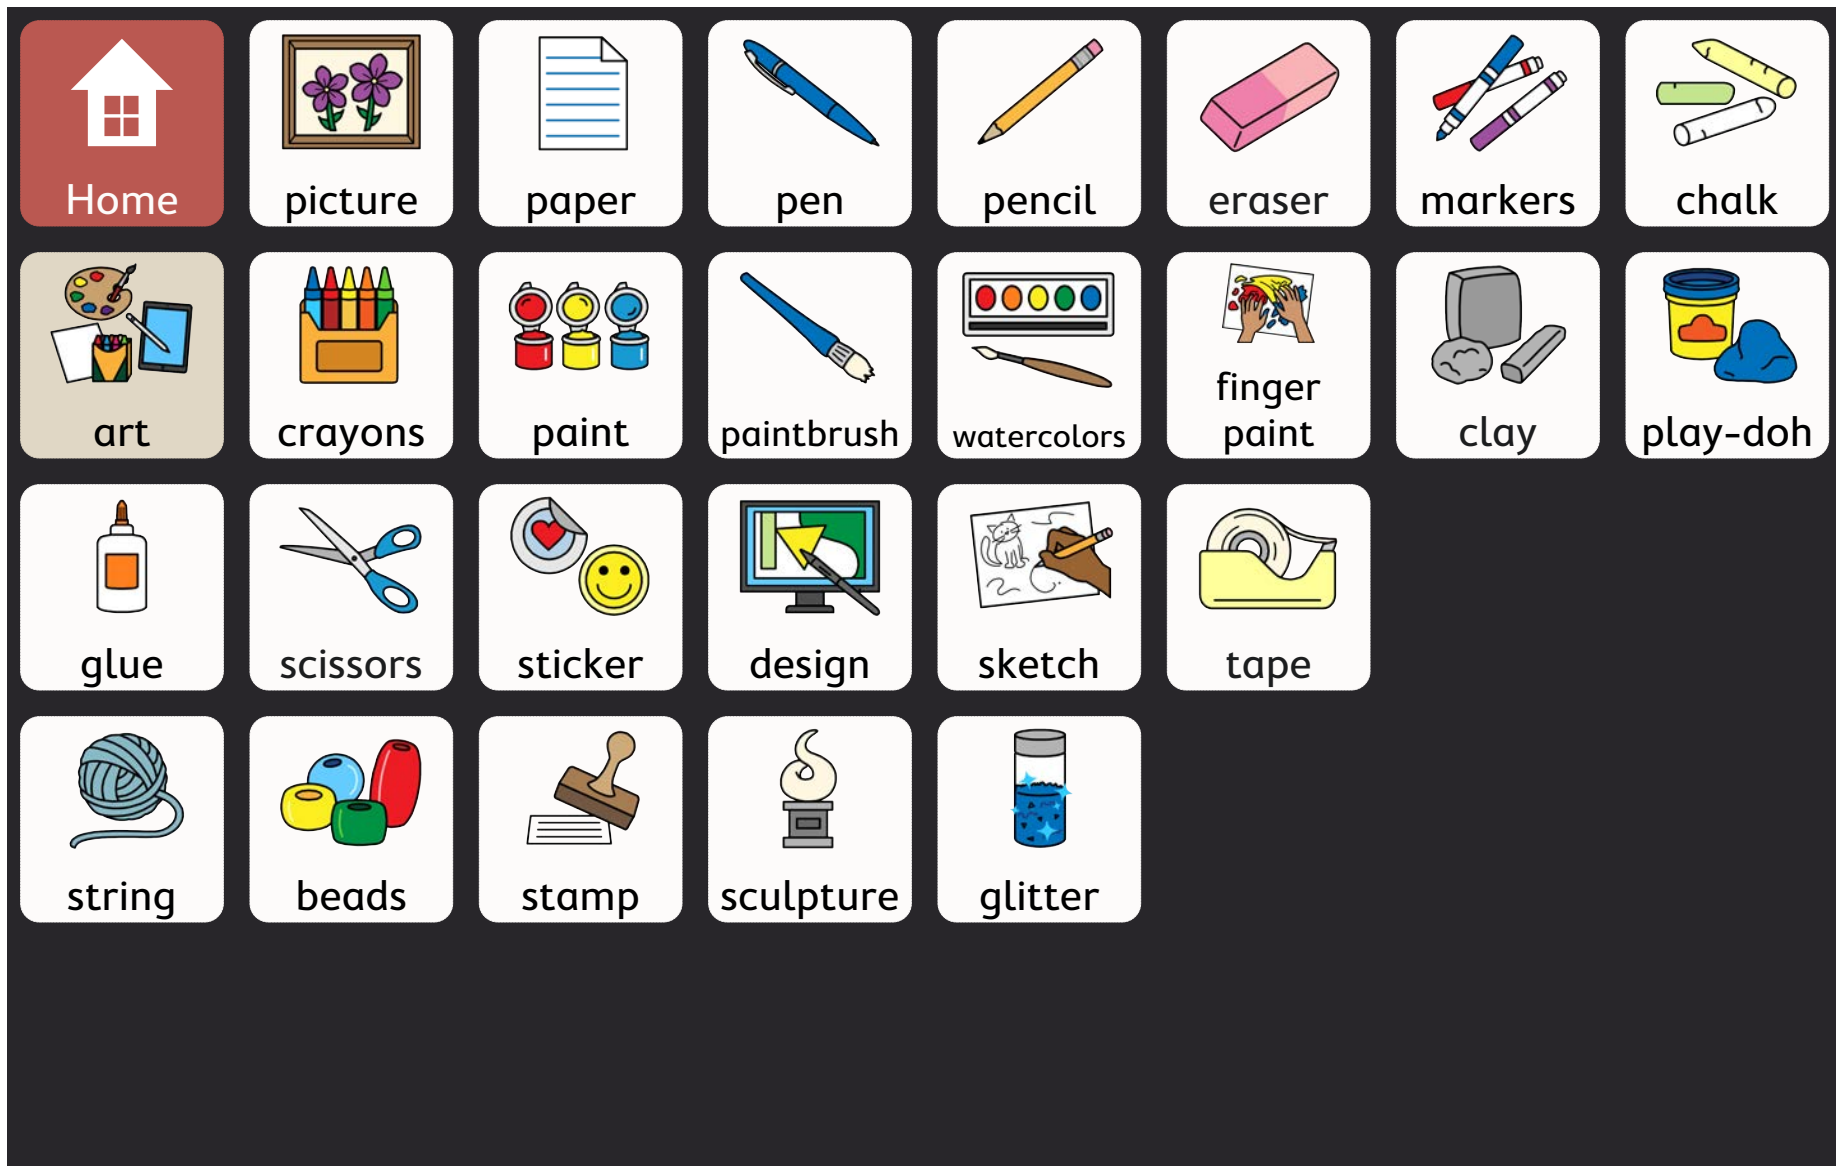 Home
picture
paper
pen
pencil
eraser
markers
chalk
art
crayons
paint
paintbrush
watercolors
finger
paint
clay
play-doh
glue
scissors
sticker
design
sketch
tape
string
beads
stamp
sculpture
glitter